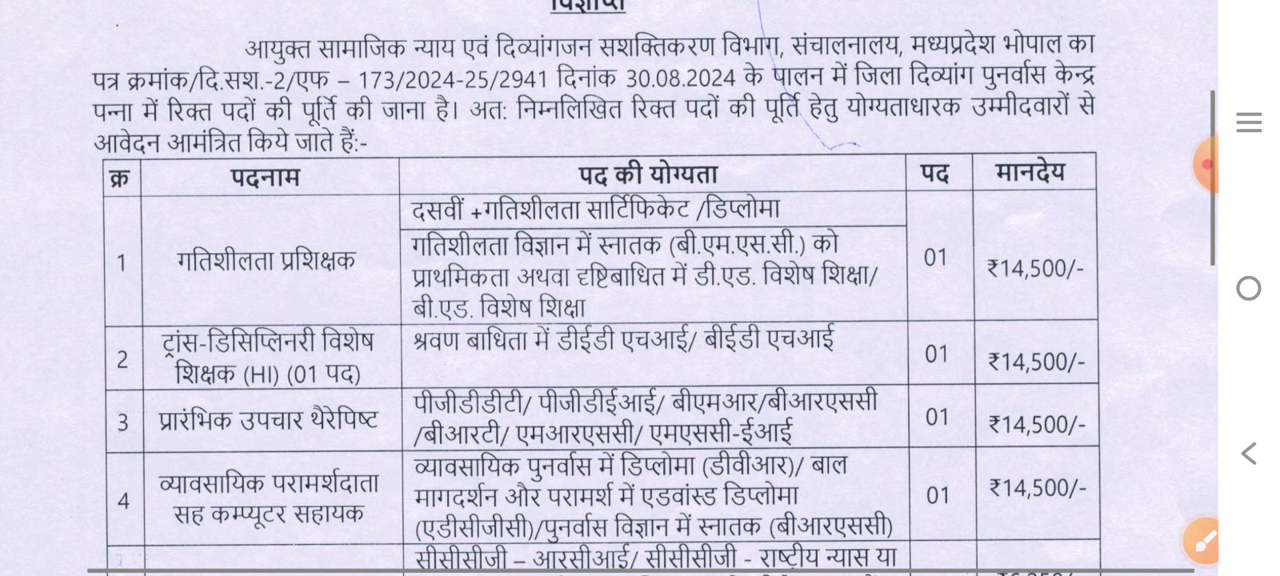 विज्ञप्ति
आयुक्त सामाजिक न्याय एवं दिव्यांगजन सशक्तिकरण विभाग, संचालनालय, मध्यप्रदेश भोपाल का
पत्र क्रमांक/दि.सश.-2/एफ – 173/2024-25/2941 दिनांक 30.08.2024 के पालन में जिला दिव्यांग पुनर्वास केन्द्र
पन्ना में रिक्त पदों की पूर्ति की जाना है। अत: निम्नलिखित रिक्त पदों की पूर्ति हेतु योग्यताधारक उम्मीदवारों से
आवेदन आमंत्रित किये जाते हैं:-
क्र पदनाम पद की योग्यता पद मानदेय
दसवीं +गतिशीलता सार्टिफिकेट /डिप्लोमा
1 गतिशीलता प्रशिक्षक गतिशीलता विज्ञान में स्नातक (बी.एम.एस.सी.) को 01 ₹14,500/-
प्राथमिकता अथवा दृष्टिबाधित में डी.एड. विशेष शिक्षा/
बी.एड. विशेष शिक्षा
2 ट्रांस-डिसिप्लिनरी विशेष श्रवण बाधिता में डीईडी एचआई/ बीईडी एचआई 01 ₹14,500/-
शिक्षक (HI) (01 पद)
3 प्रारंभिक उपचार थैरेपिष्ट पीजीडीडीटी/ पीजीडीईआई/ बीएमआर/बीआरएससी 01 ₹14,500/-
/बीआरटी/ एमआरएससी/ एमएससी-ईआई
4 व्यावसायिक परामर्शदाता व्यावसायिक पुनर्वास में डिप्लोमा (डीवीआर)/ बाल 01 ₹14,500/-
सह कम्प्यूटर सहायक मागदर्शन और परामर्श में एडवांस्ड डिप्लोमा
(एडीसीजीसी)/पुनर्वास विज्ञान में स्नातक (बीआरएससी)
सीसीसीजी – आरसीआई/ सीसीसीजी - राष्ट्रीय न्यास या